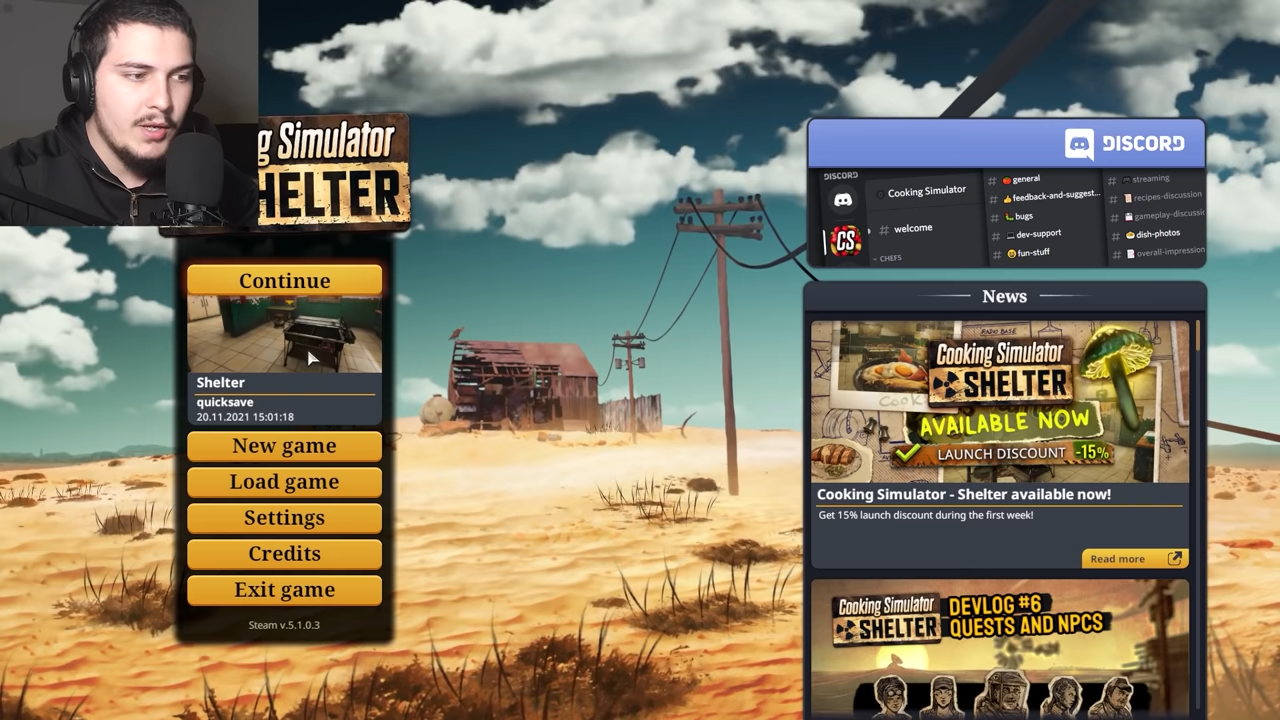 g Simulator
HELTER
Continue
Shelter
quicksave
20.11.2021 15:01:18
New game
Load game
Settings
Credits
Exit game
Steam v.5.1.0.3
DISCORD
DISCORD
Cooking Simulator
# welcome
CHEFS
CS
# general
# feedback-and-suggest...
# bugs
# dev-support
# fun-stuff
# streaming
# recipes-discussion
# gameplay-discussi
# dish-photos
# overall-impression
News
RADIO BASE
Cooking Simulator
SHELTER
AVAILABLE NOW
LAUNCH DISCOUNT -15%
Cooking Simulator - Shelter available now!
Get 15% launch discount during the first week!
Read more
Cooking Simulator
SHELTER
DEVLOG #6
QUESTS AND NPCS